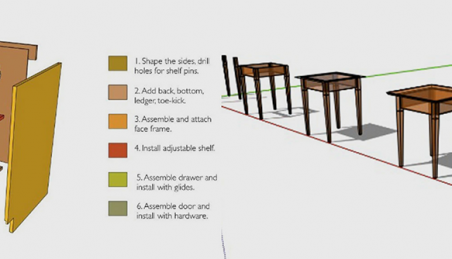 1. Shape the sides, drill
holes for shelf pins.
2. Add back, bottom,
ledger, toe-kick.
3. Assemble and attach
face frame.
4. Install adjustable shelf.
5. Assemble drawer and
install with glides.
6. Assemble door and
install with hardware.